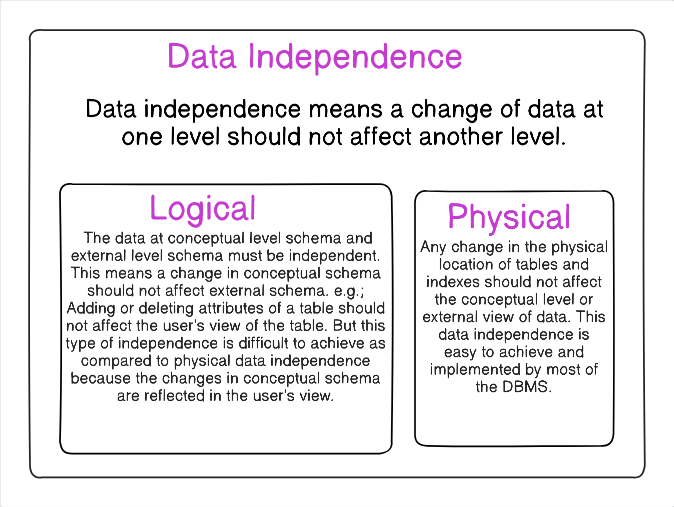 Data Independence
Data independence means a change of data at
one level should not affect another level.
Logical
The data at conceptual level schema and
external level schema must be independent.
This means a change in conceptual schema
should not affect external schema. e.g.;
Adding or deleting attributes of a table should
not affect the user's view of the table. But this
type of independence is difficult to achieve as
compared to physical data independence
because the changes in conceptual schema
are reflected in the user's view.
Physical
Any change in the physical
location of tables and
indexes should not affect
the conceptual level or
external view of data. This
data independence is
easy to achieve and
implemented by most of
the DBMS.